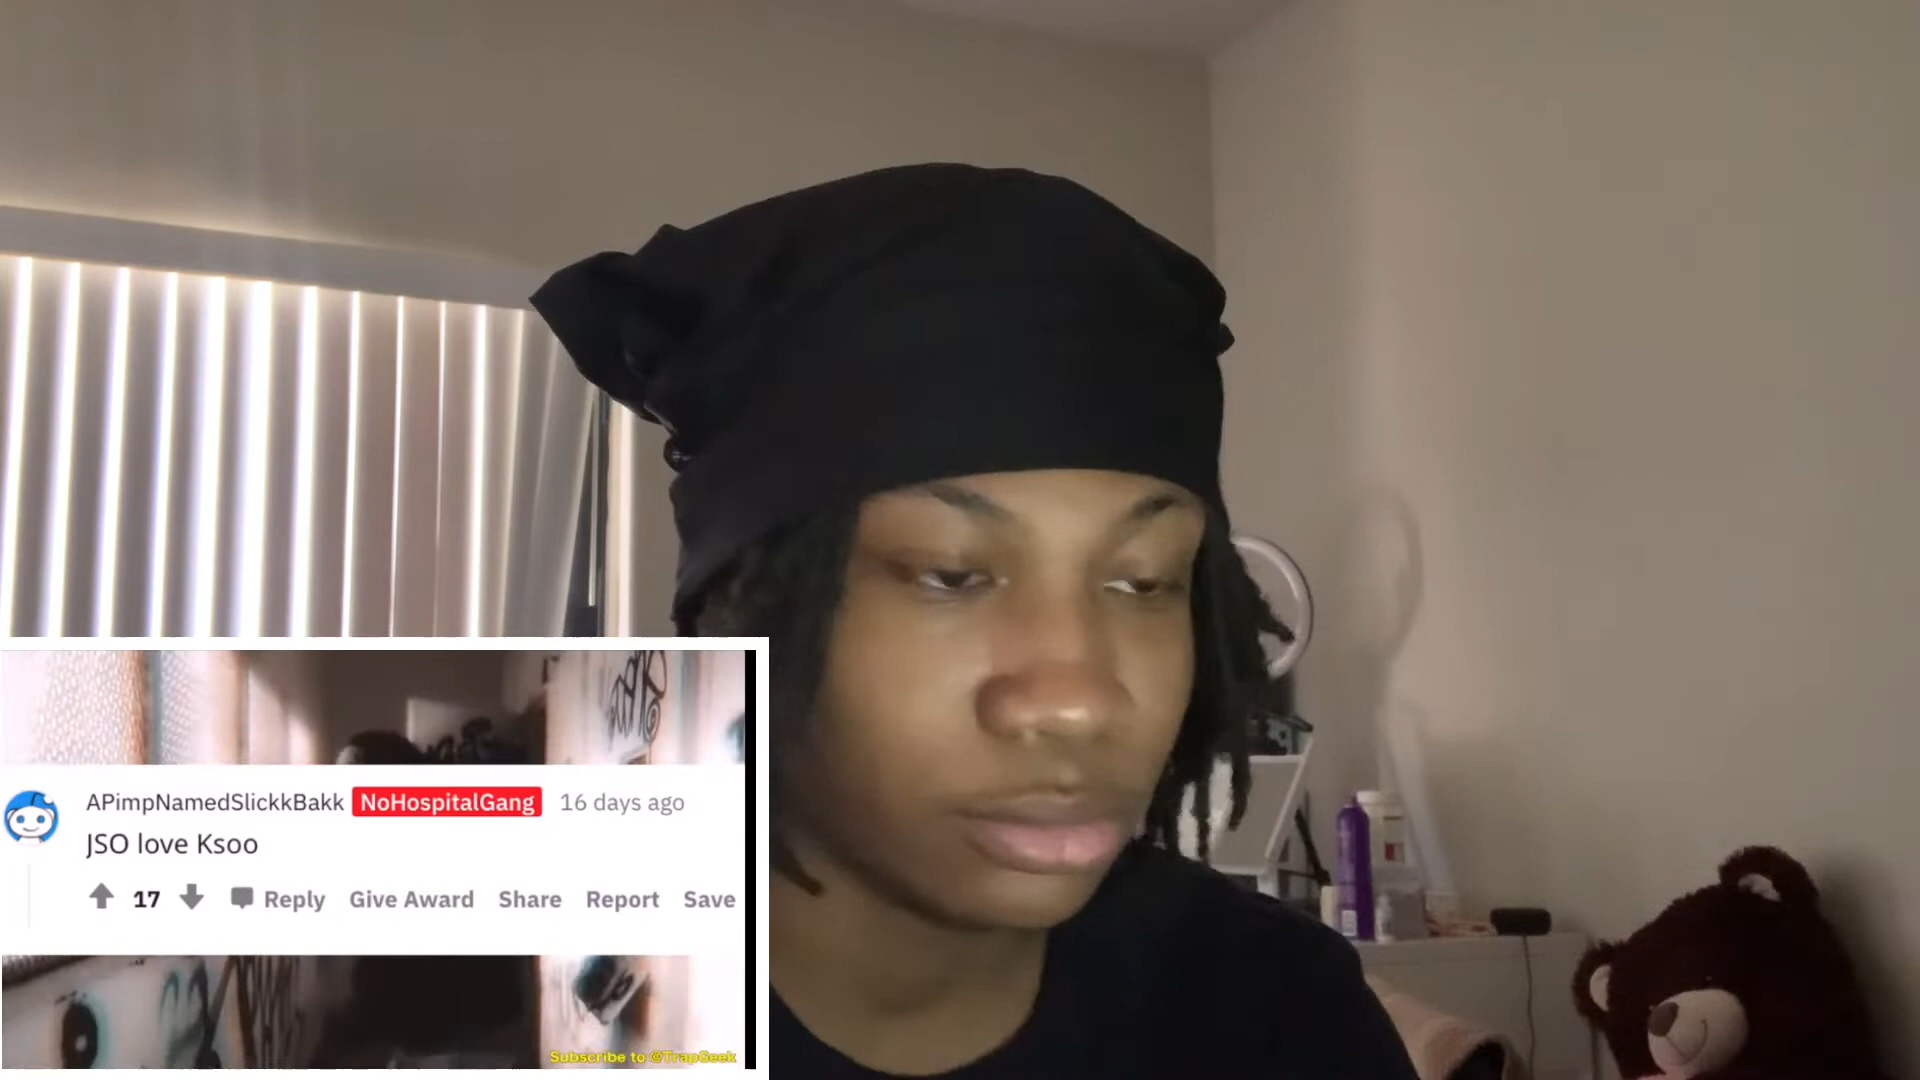 APimpNamedSlickkBakk NoHospitalGang 16 days ago
JSO love Ksoo
17 Reply Give Award Share Report Save
Subscribe to @TrapGeek